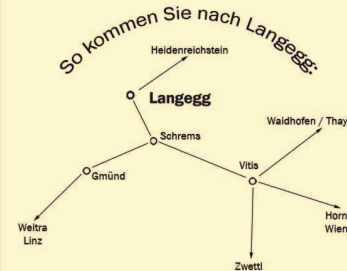 So kommen Sie nach Langegg:
Heidenreichstein
Langegg
Waidhofen / Thaya
Schrems
Vitis
Gmünd
Weitra
Linz
Horn
Wien
Zwettl